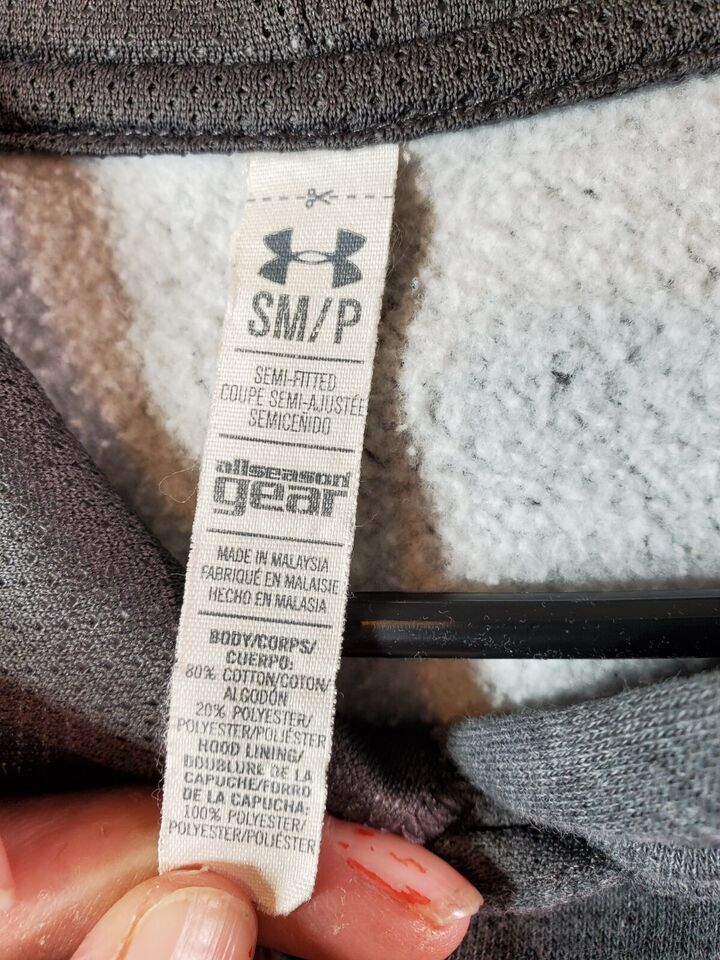 SM/P
SEMI-FITTED
COUPE SEMI-AJUSTÉE
SEMICEÑIDO
allseason
gear
MADE IN MALAYSIA
FABRIQUÉ EN MALAISIE
HECHO EN MALASIA
BODY/CORPS/
CUERPO:
80% COTTON/COTON/
ALGODÓN
20% POLYESTER/
POLYESTER/POLIÉSTER
HOOD LINING/
DOUBLURE DE LA
CAPUCHE/FORRO
DE LA CAPUCHA:
100% POLYESTER/
POLYESTER/POLIÉSTER